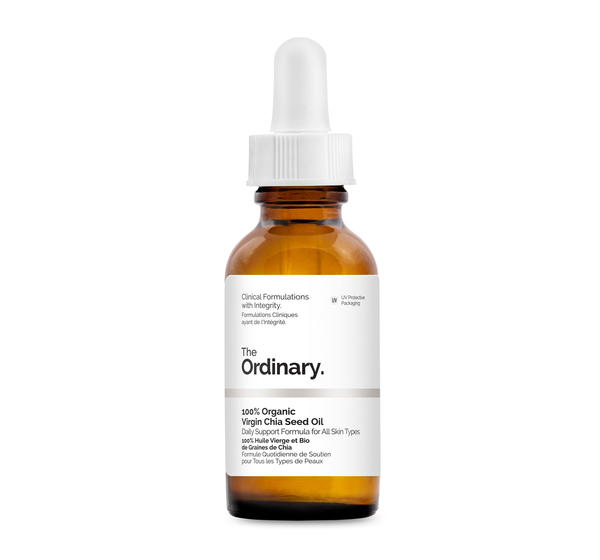 Clinical Formulations
with Integrity.
Formulations Cliniques
ayant de l'Intégrité.
UV
UV Protective
Packaging
The
Ordinary.
100% Organic
Virgin Chia Seed Oil
Daily Support Formula for All Skin Types
100% Huile Vierge et Bio
de Graines de Chia
Formule Quotidienne de Soutien
pour Tous les Types de Peaux